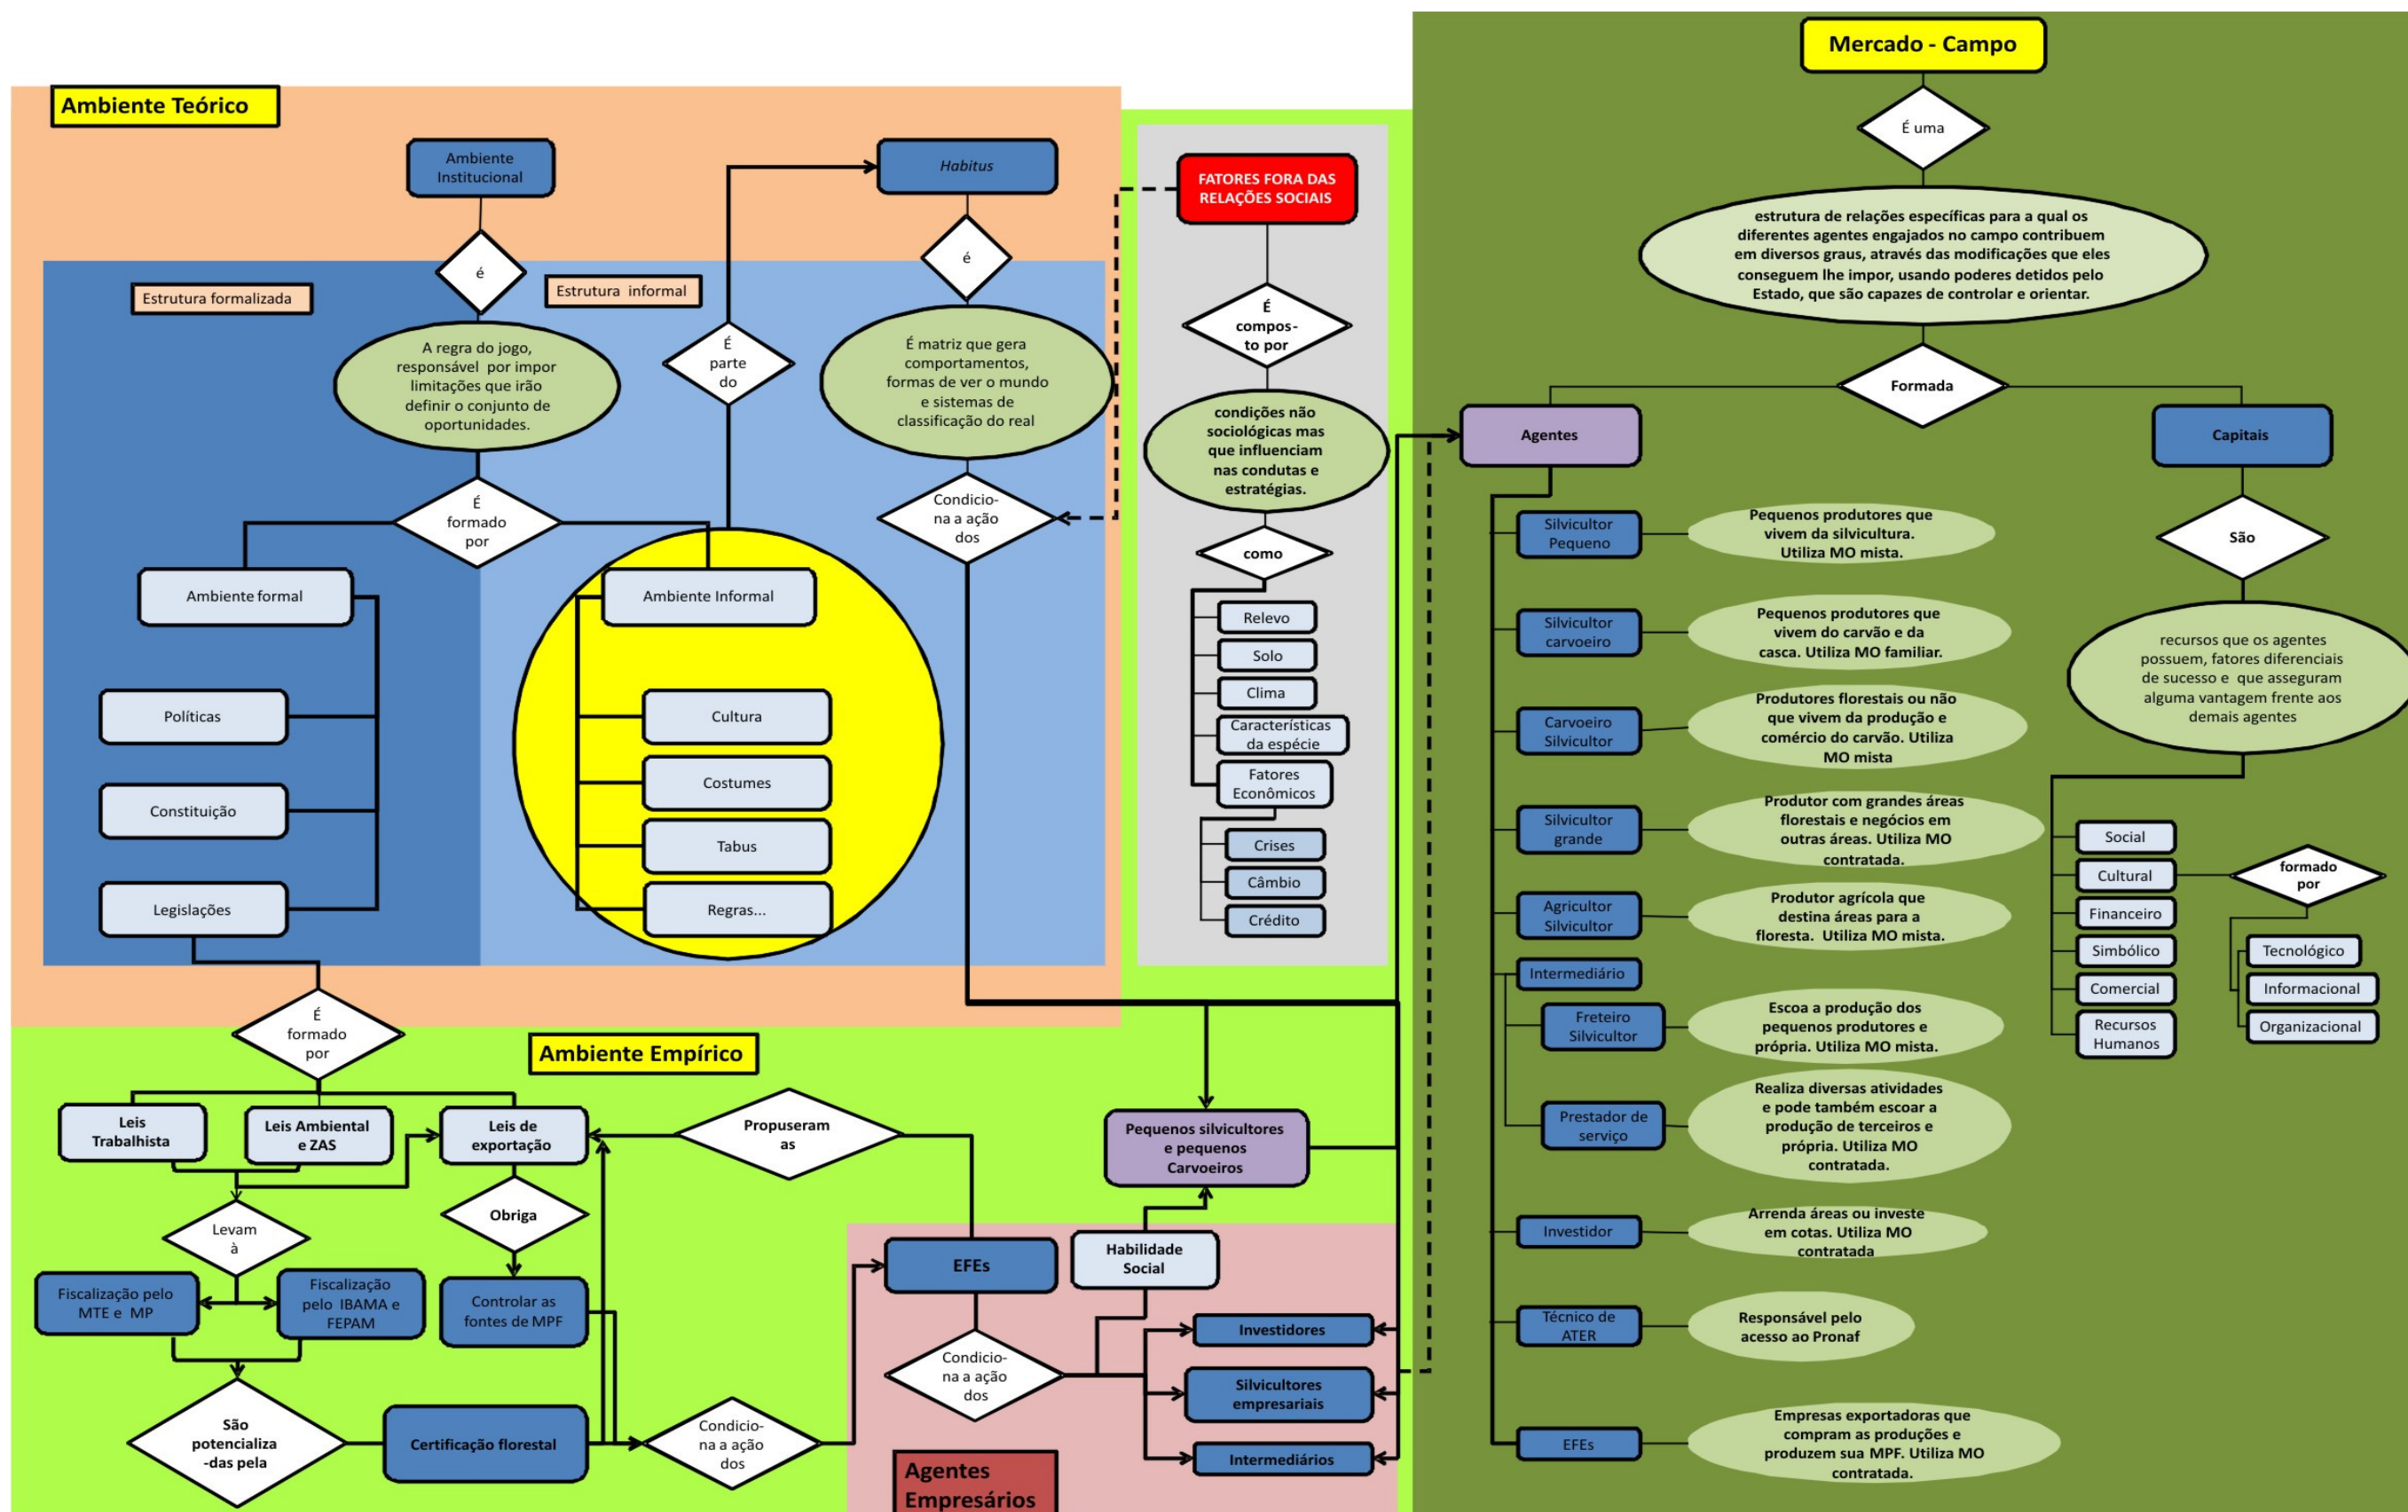 Ambiente Teórico
Ambiente
Institucional
é
Estrutura formalizada
Estrutura  informal
A regra do jogo,
responsável  por impor
limitações que irão
definir o conjunto de
oportunidades.
É
formado
por
Ambiente formal
Políticas
Constituição
Legislações
Ambiente Informal
Cultura
Costumes
Tabus
Regras...
É
parte
do
Habitus
é
É matriz que gera
comportamentos,
formas de ver o mundo
e sistemas de
classificação do real
Condicio-
na a ação
dos
FATORES FORA DAS
RELAÇÕES SOCIAIS
É
compos-
to por
condições não
sociológicas mas
que influenciam
nas condutas e
estratégias.
como
Relevo
Solo
Clima
Características
da espécie
Fatores
Econômicos
Crises
Câmbio
Crédito
É
formado
por
Ambiente Empírico
Leis
Trabalhista
Leis Ambiental
e ZAS
Leis de
exportação
Propuseram
as
Levam
à
Obriga
Fiscalização pelo
MTE e  MP
Fiscalização
pelo  IBAMA e
FEPAM
Controlar as
fontes de MPF
São
potencializa
-das pela
Certificação florestal
Condicio-
na a ação
dos
Pequenos silvicultores
e pequenos
Carvoeiros
EFEs
Habilidade
Social
Condicio-
na a ação
dos
Investidores
Silvicultores
empresariais
Intermediários
Agentes
Empresários
Mercado - Campo
É uma
estrutura de relações específicas para a qual os
diferentes agentes engajados no campo contribuem
em diversos graus, através das modificações que eles
conseguem lhe impor, usando poderes detidos pelo
Estado, que são capazes de controlar e orientar.
Formada
Agentes
Silvicultor
Pequeno
Pequenos produtores que
vivem da silvicultura.
Utiliza MO mista.
Silvicultor
carvoeiro
Pequenos produtores que
vivem do carvão e da
casca. Utiliza MO familiar.
Carvoeiro
Silvicultor
Produtores florestais ou não
que vivem da produção e
comércio do carvão. Utiliza
MO mista
Silvicultor
grande
Produtor com grandes áreas
florestais e negócios em
outras áreas. Utiliza MO
contratada.
Agricultor
Silvicultor
Produtor agrícola que
destina áreas para a
floresta.  Utiliza MO mista.
Intermediário
Freteiro
Silvicultor
Escoa a produção dos
pequenos produtores e
própria. Utiliza MO mista.
Prestador de
serviço
Realiza diversas atividades
e pode também escoar a
produção de terceiros e
própria. Utiliza MO
contratada.
Investidor
Arrenda áreas ou investe
em cotas. Utiliza MO
contratada
Técnico de
ATER
Responsável pelo
acesso ao Pronaf
EFEs
Empresas exportadoras que
compram as produções e
produzem sua MPF. Utiliza MO
contratada.
Capitais
São
recursos que os agentes
possuem, fatores diferenciais
de sucesso e  que asseguram
alguma vantagem frente aos
demais agentes
Social
Cultural
Financeiro
Simbólico
Comercial
Recursos
Humanos
formado
por
Tecnológico
Informacional
Organizacional